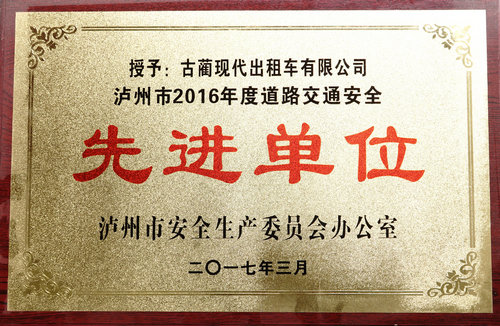 授予：古蔺现代出租车有限公司
泸州市2016年度道路交通安全
先进单位
泸州市安全生产委员会办公室
二〇一七年三月